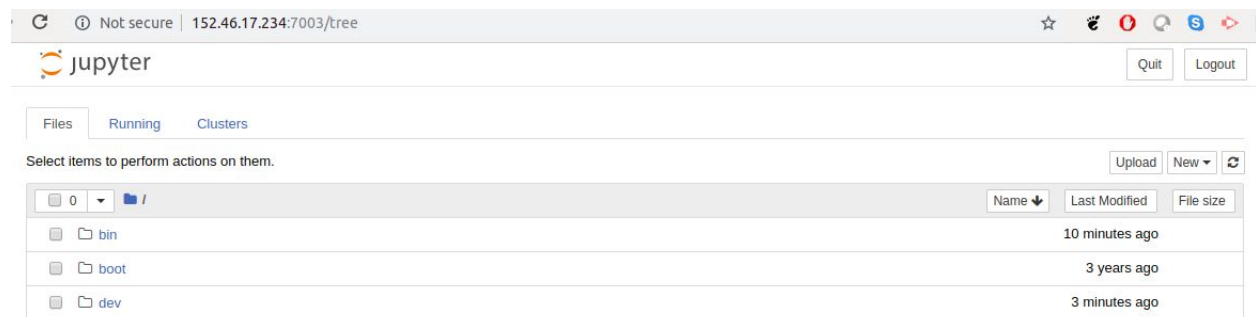 Not secure 152.46.17.234:7003/tree
jupyter Quit Logout
Files Running Clusters
Select items to perform actions on them. Upload New
0 / Name Last Modified File size
bin 10 minutes ago
boot 3 years ago
dev 3 minutes ago